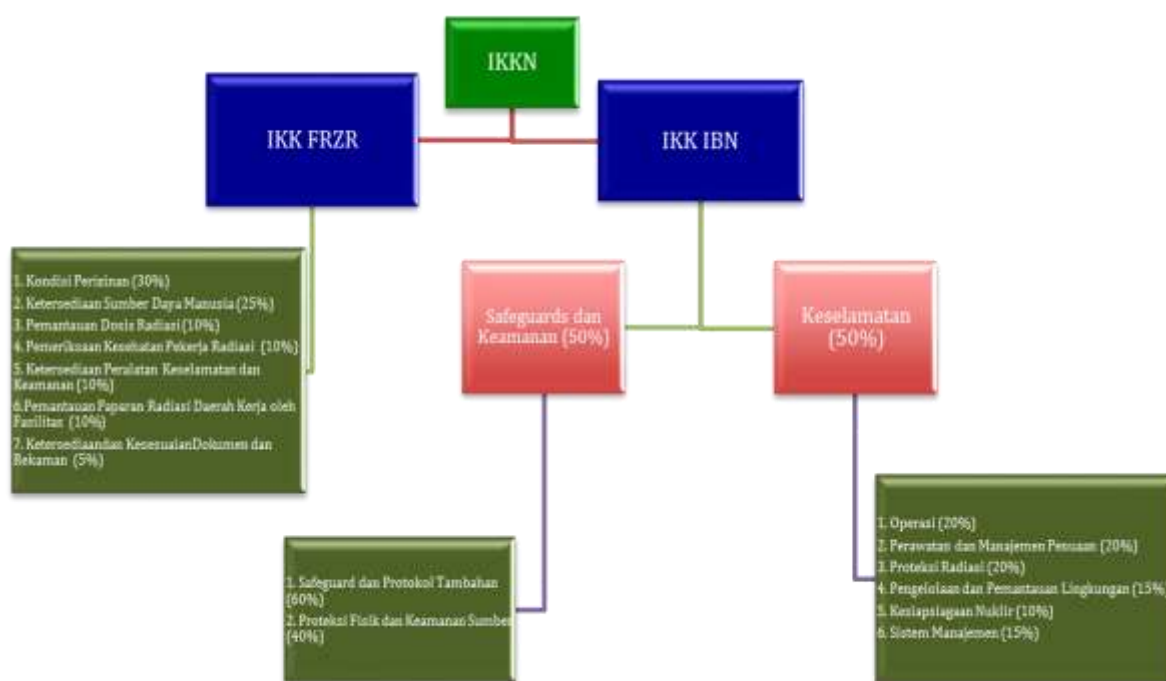 IKKN
IKK FRZR
IKK IBN
1. Kondisi Perizinan (30%)
2. Ketersediaan Sumber Daya Manusia (25%)
3. Pemantauan Dosis Radiasi (10%)
4. Pemeriksaan Kesehatan Pekerja Radiasi (10%)
5. Ketersediaan Peralatan Keselamatan dan
Keamanan (10%)
6.Pemantauan Paparan Radiasi Daerah Kerja oleh
Fasilitas (10%)
7. Ketersediaandan KesesuaianDokumen dan
Rekaman (5%)
Safeguards dan
Keamanan (50%)
Keselamatan
(50%)
1. Safeguard dan Protokol Tambahan
(60%)
2. Proteksi Fisik dan Keamanan Sumber
(40%)
1. Operasi (20%)
2. Perawatan dan Manajemen Penuaan (20%)
3. Proteksi Radiasi (20%)
4. Pengelolaan dan Pemantauan Lingkungan (15%
5. Kesiapsiagaan Nuklir (10%)
6. Sistem Manajemen (15%)